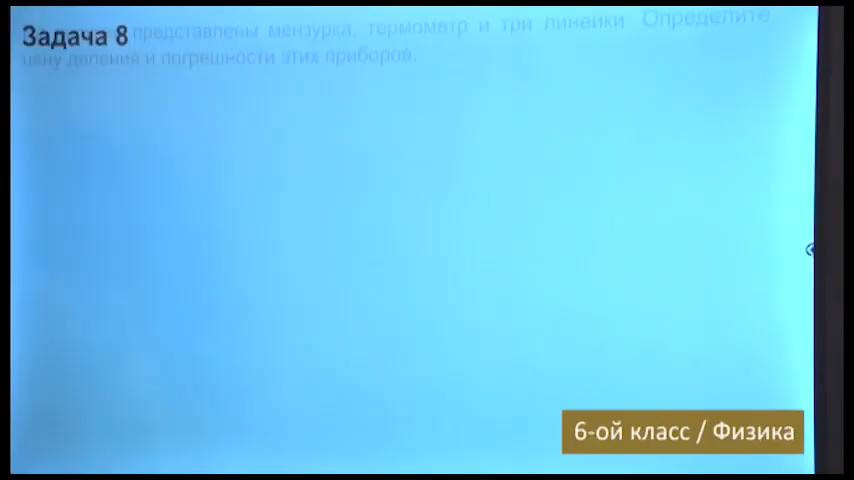 Задача 8 представлены мензурка, термометр и три линейки. Определите
цену деления и погрешности этих приборов.
6-ой класс / Физика